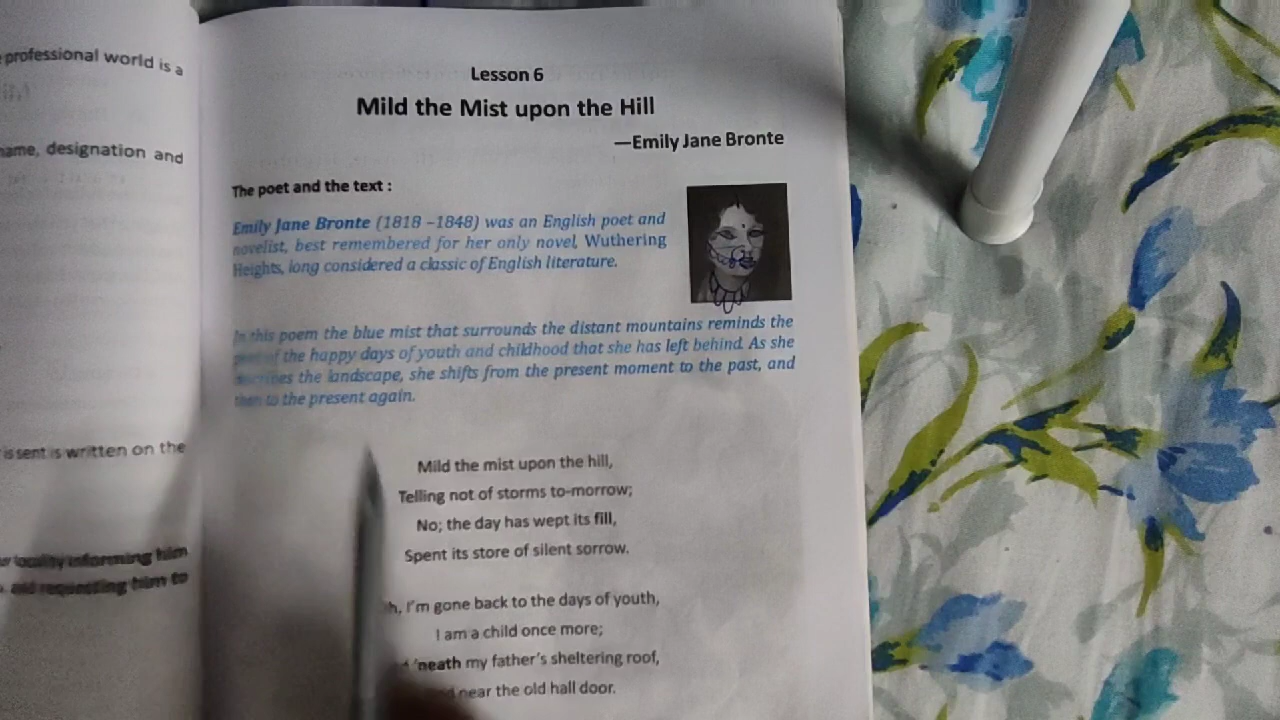 professional world is a
name, designation and
is sent is written on the
locality informing him
and requesting him to
Lesson 6
Mild the Mist upon the Hill
—Emily Jane Bronte
The poet and the text :
Emily Jane Bronte (1818 –1848) was an English poet and
novelist, best remembered for her only novel, Wuthering
Heights, long considered a classic of English literature.
In this poem the blue mist that surrounds the distant mountains reminds the
poet of the happy days of youth and childhood that she has left behind. As she
describes the landscape, she shifts from the present moment to the past, and
then to the present again.
Mild the mist upon the hill,
Telling not of storms to-morrow;
No; the day has wept its fill,
Spent its store of silent sorrow.
I'm gone back to the days of youth,
I am a child once more;
'neath my father's sheltering roof,
near the old hall door.